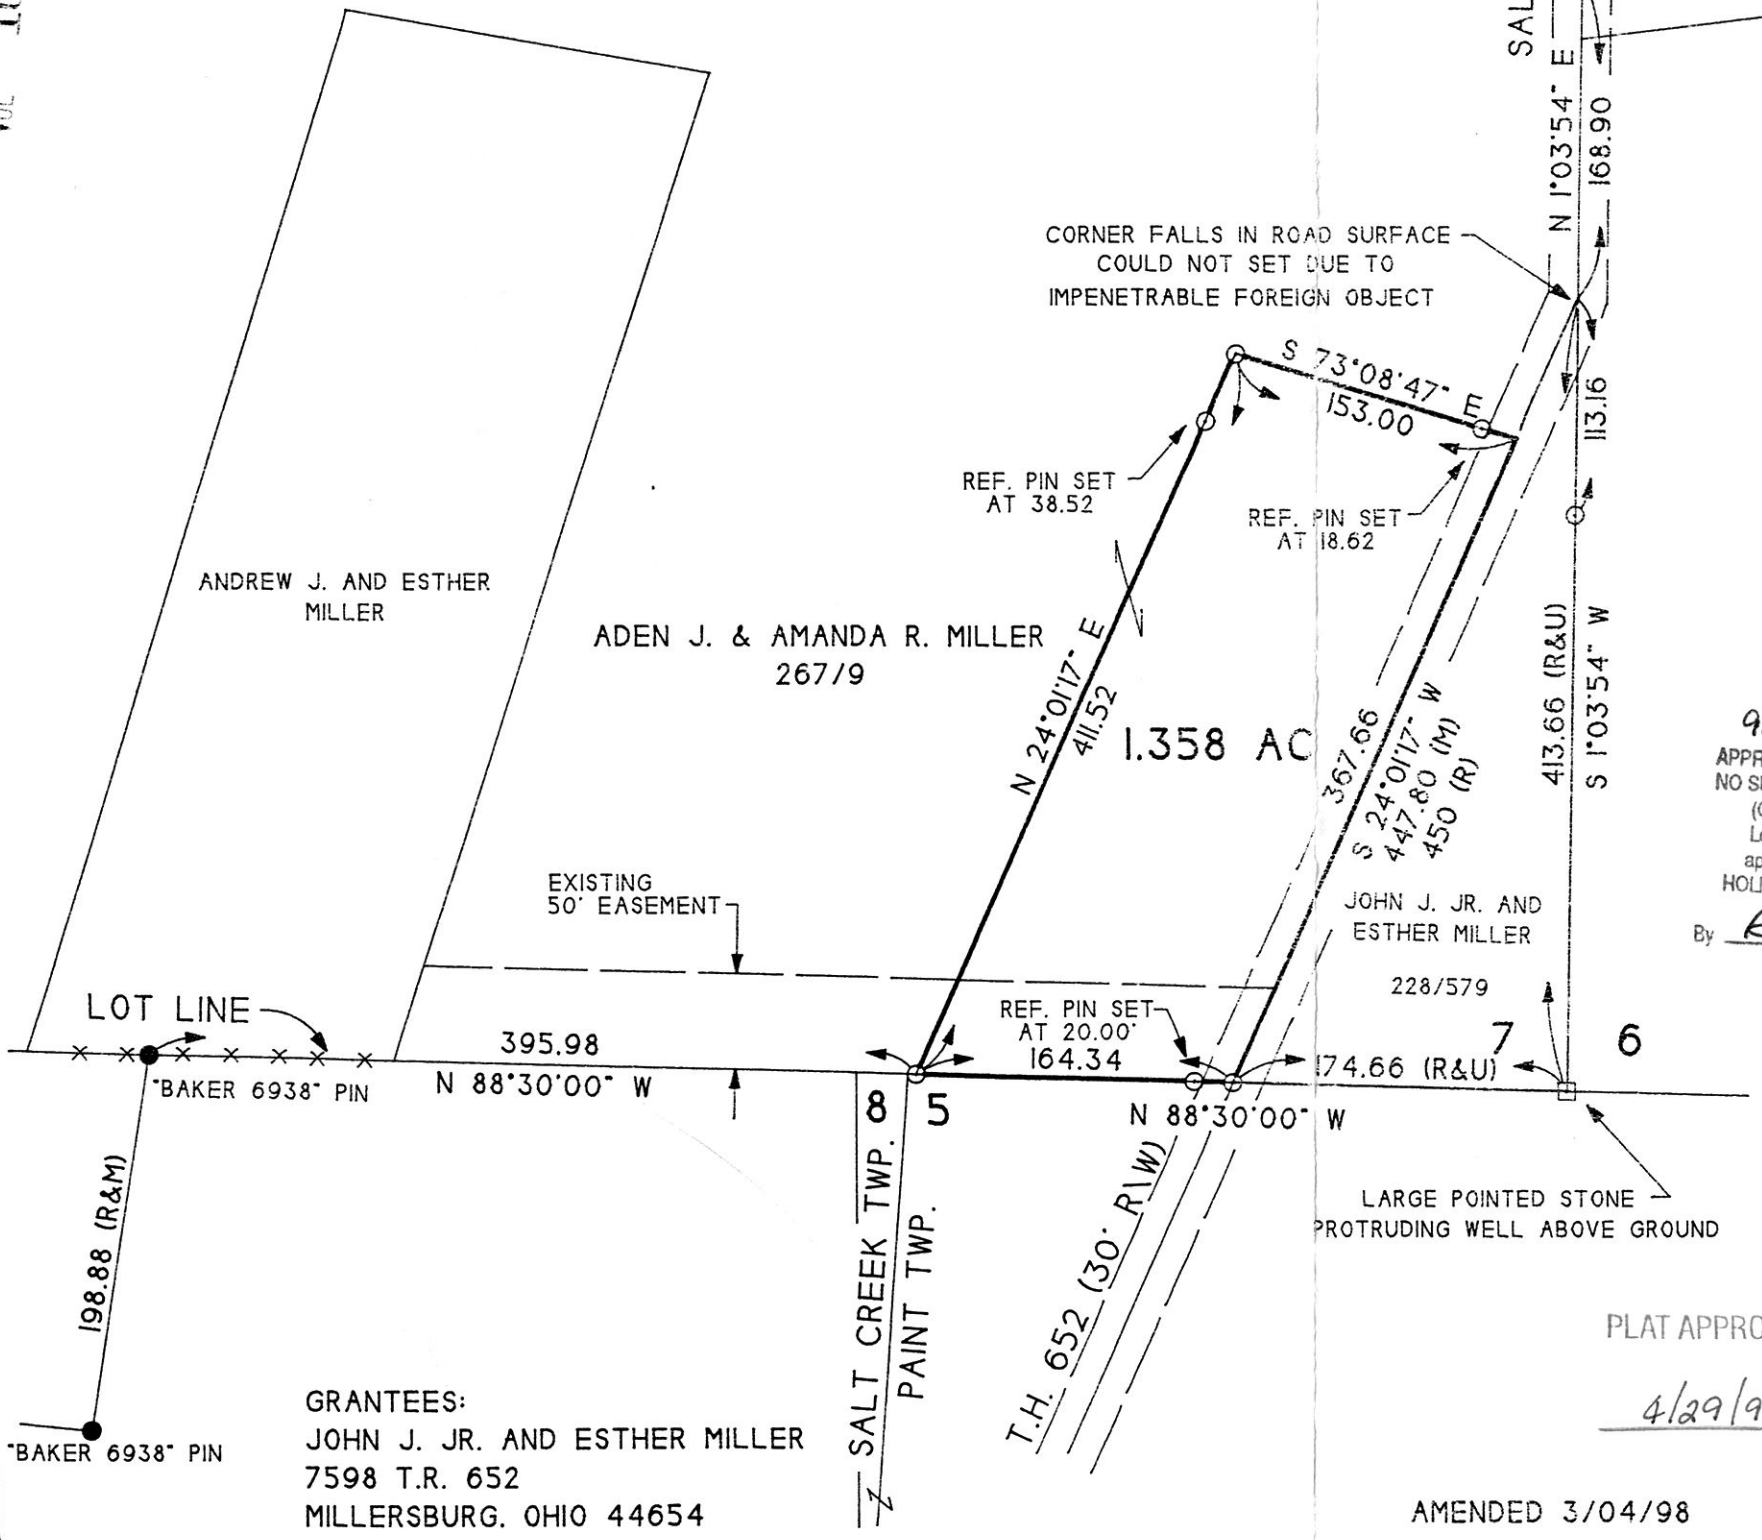 SAL
N 1°03'54" E
168.90
CORNER FALLS IN ROAD SURFACE
COULD NOT SET DUE TO
IMPENETRABLE FOREIGN OBJECT
S 73°08'47" E
153.00
113.16
REF. PIN SET
AT 38.52
REF. PIN SET
AT 18.62
ANDREW J. AND ESTHER
MILLER
ADEN J. & AMANDA R. MILLER
267/9
N 24°01'17" E
411.52
1.358 AC
367.66
S 24°01'17" W
447.80 (M)
450 (R)
413.66 (R&U)
S 1°03'54" W
APPR
NO S
HOL
By
EXISTING
50' EASEMENT
JOHN J. JR. AND
ESTHER MILLER
228/579
LOT LINE
395.98
N 88°30'00" W
REF. PIN SET
AT 20.00'
164.34
174.66 (R&U)
7 6
"BAKER 6938" PIN
8 5
N 88°30'00" W
198.88 (R&M)
SALT CREEK TWP.
PAINT TWP.
T.H. 652 (30' R\W)
LARGE POINTED STONE
PROTRUDING WELL ABOVE GROUND
PLAT APPRO
4/29/9
"BAKER 6938" PIN
GRANTEES:
JOHN J. JR. AND ESTHER MILLER
7598 T.R. 652
MILLERSBURG, OHIO 44654
AMENDED 3/04/98